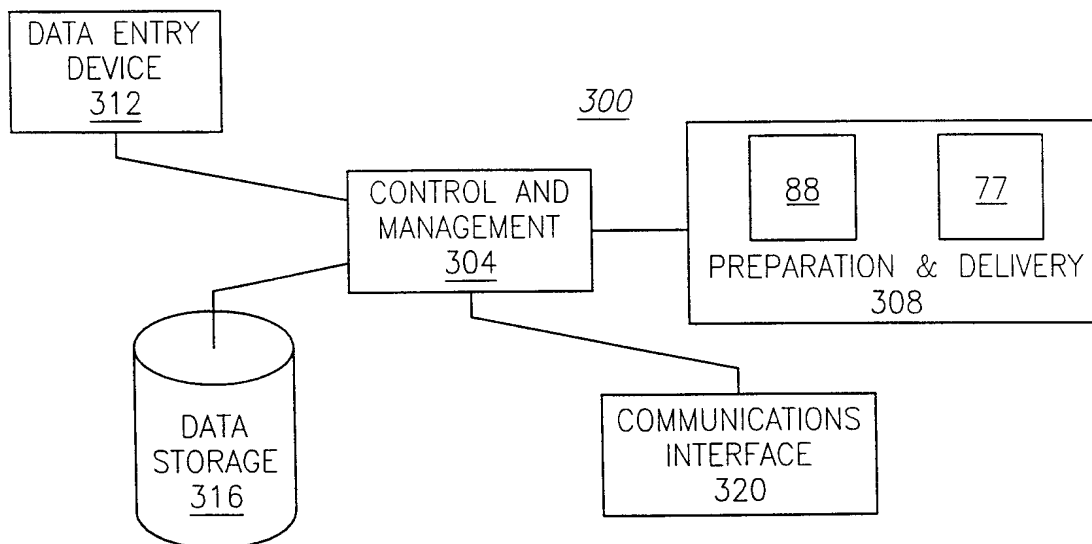 DATA ENTRY
DEVICE
312
300
CONTROL AND
MANAGEMENT
304
88
77
PREPARATION & DELIVERY
308
DATA
STORAGE
316
COMMUNICATIONS
INTERFACE
320